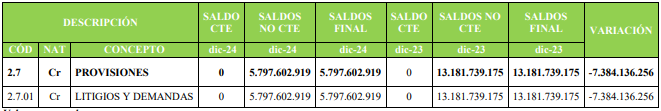 DESCRIPCIÓN SALDO CTE SALDOS NO CTE SALDOS FINAL SALDO CTE SALDOS NO CTE SALDOS FINAL VARIACIÓN
CÓD NAT CONCEPTO dic-24 dic-24 dic-24 dic-23 dic-23 dic-23
2.7 Cr PROVISIONES 0 5.797.602.919 5.797.602.919 0 13.181.739.175 13.181.739.175 -7.384.136.256
2.7.01 Cr LITIGIOS Y DEMANDAS 0 5.797.602.919 5.797.602.919 0 13.181.739.175 13.181.739.175 -7.384.136.256